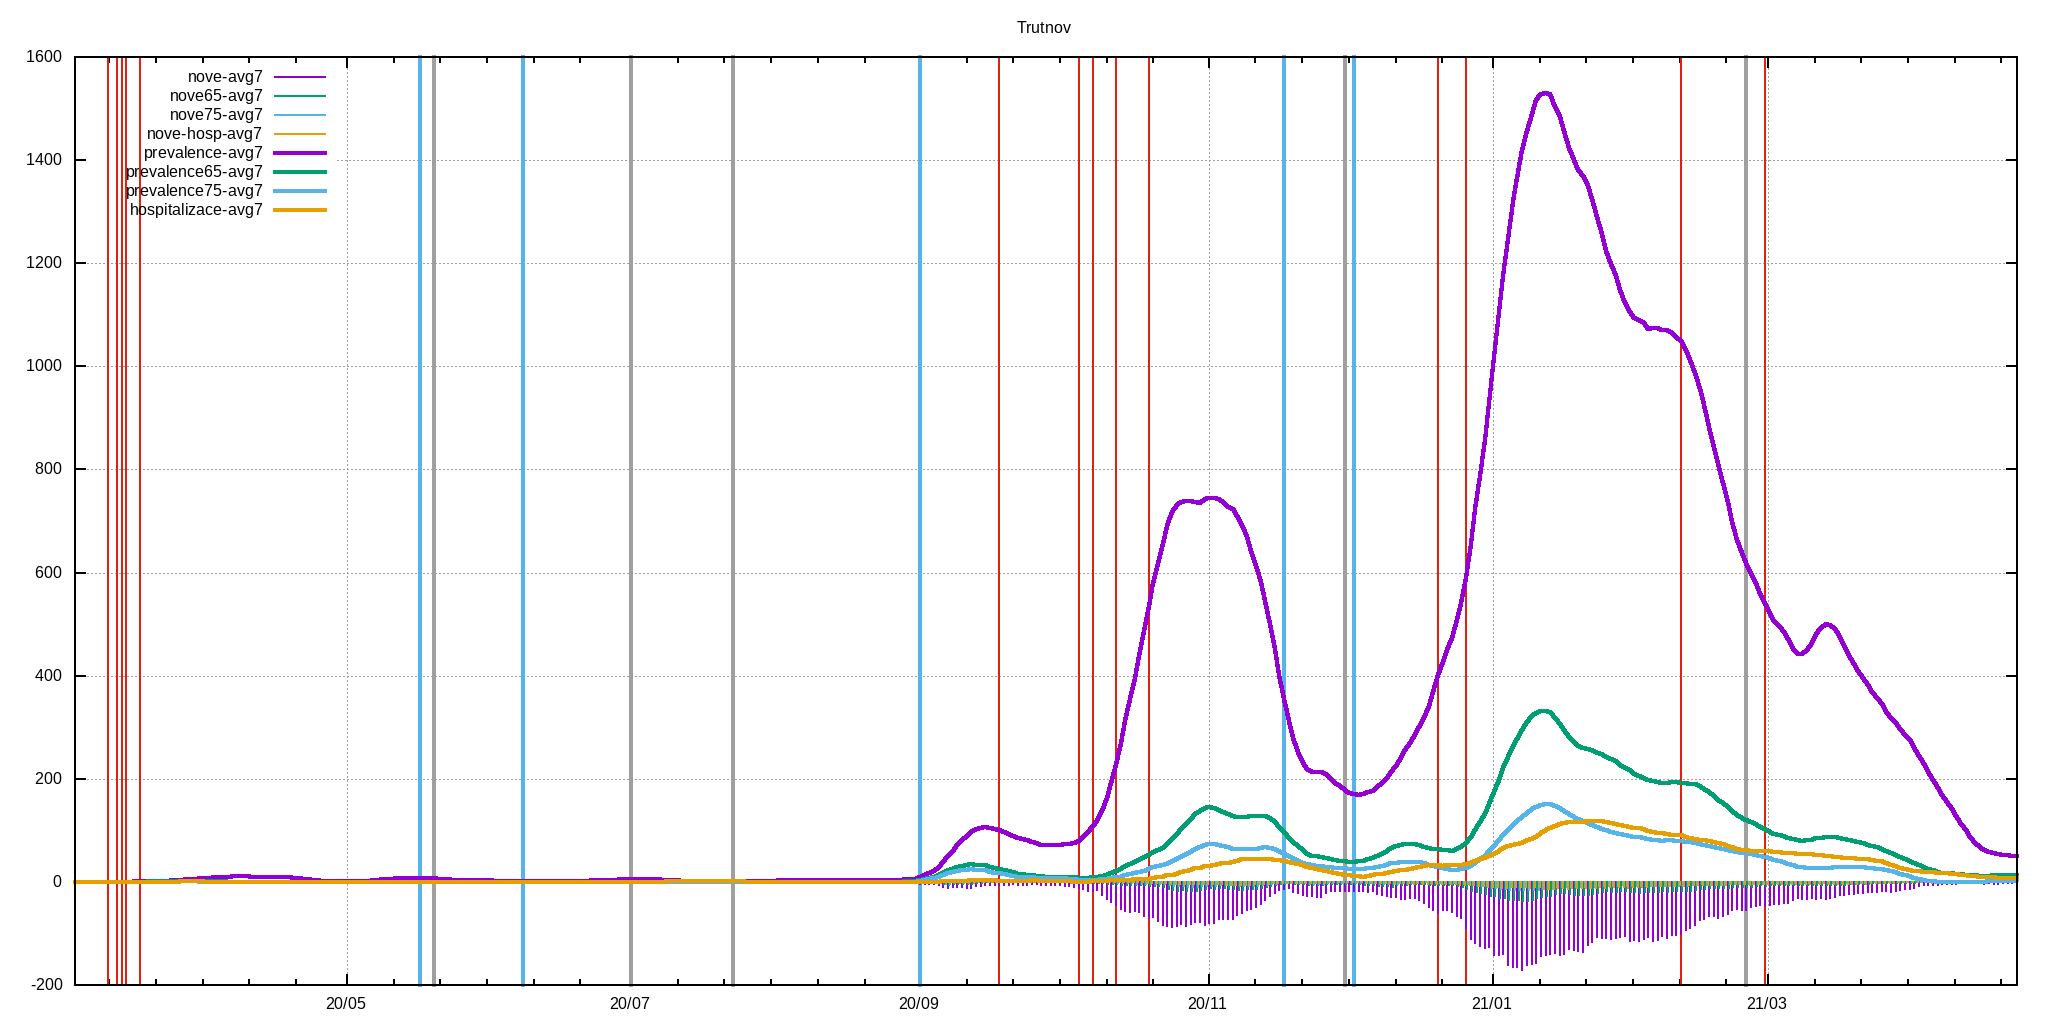 Trutnov
1600
1400
1200
1000
800
600
400
200
0
-200
nove-avg7
nove65-avg7
nove75-avg7
nove-hosp-avg7
prevalence-avg7
prevalence65-avg7
prevalence75-avg7
hospitalizace-avg7
20/05
20/07
20/09
20/11
21/01
21/03